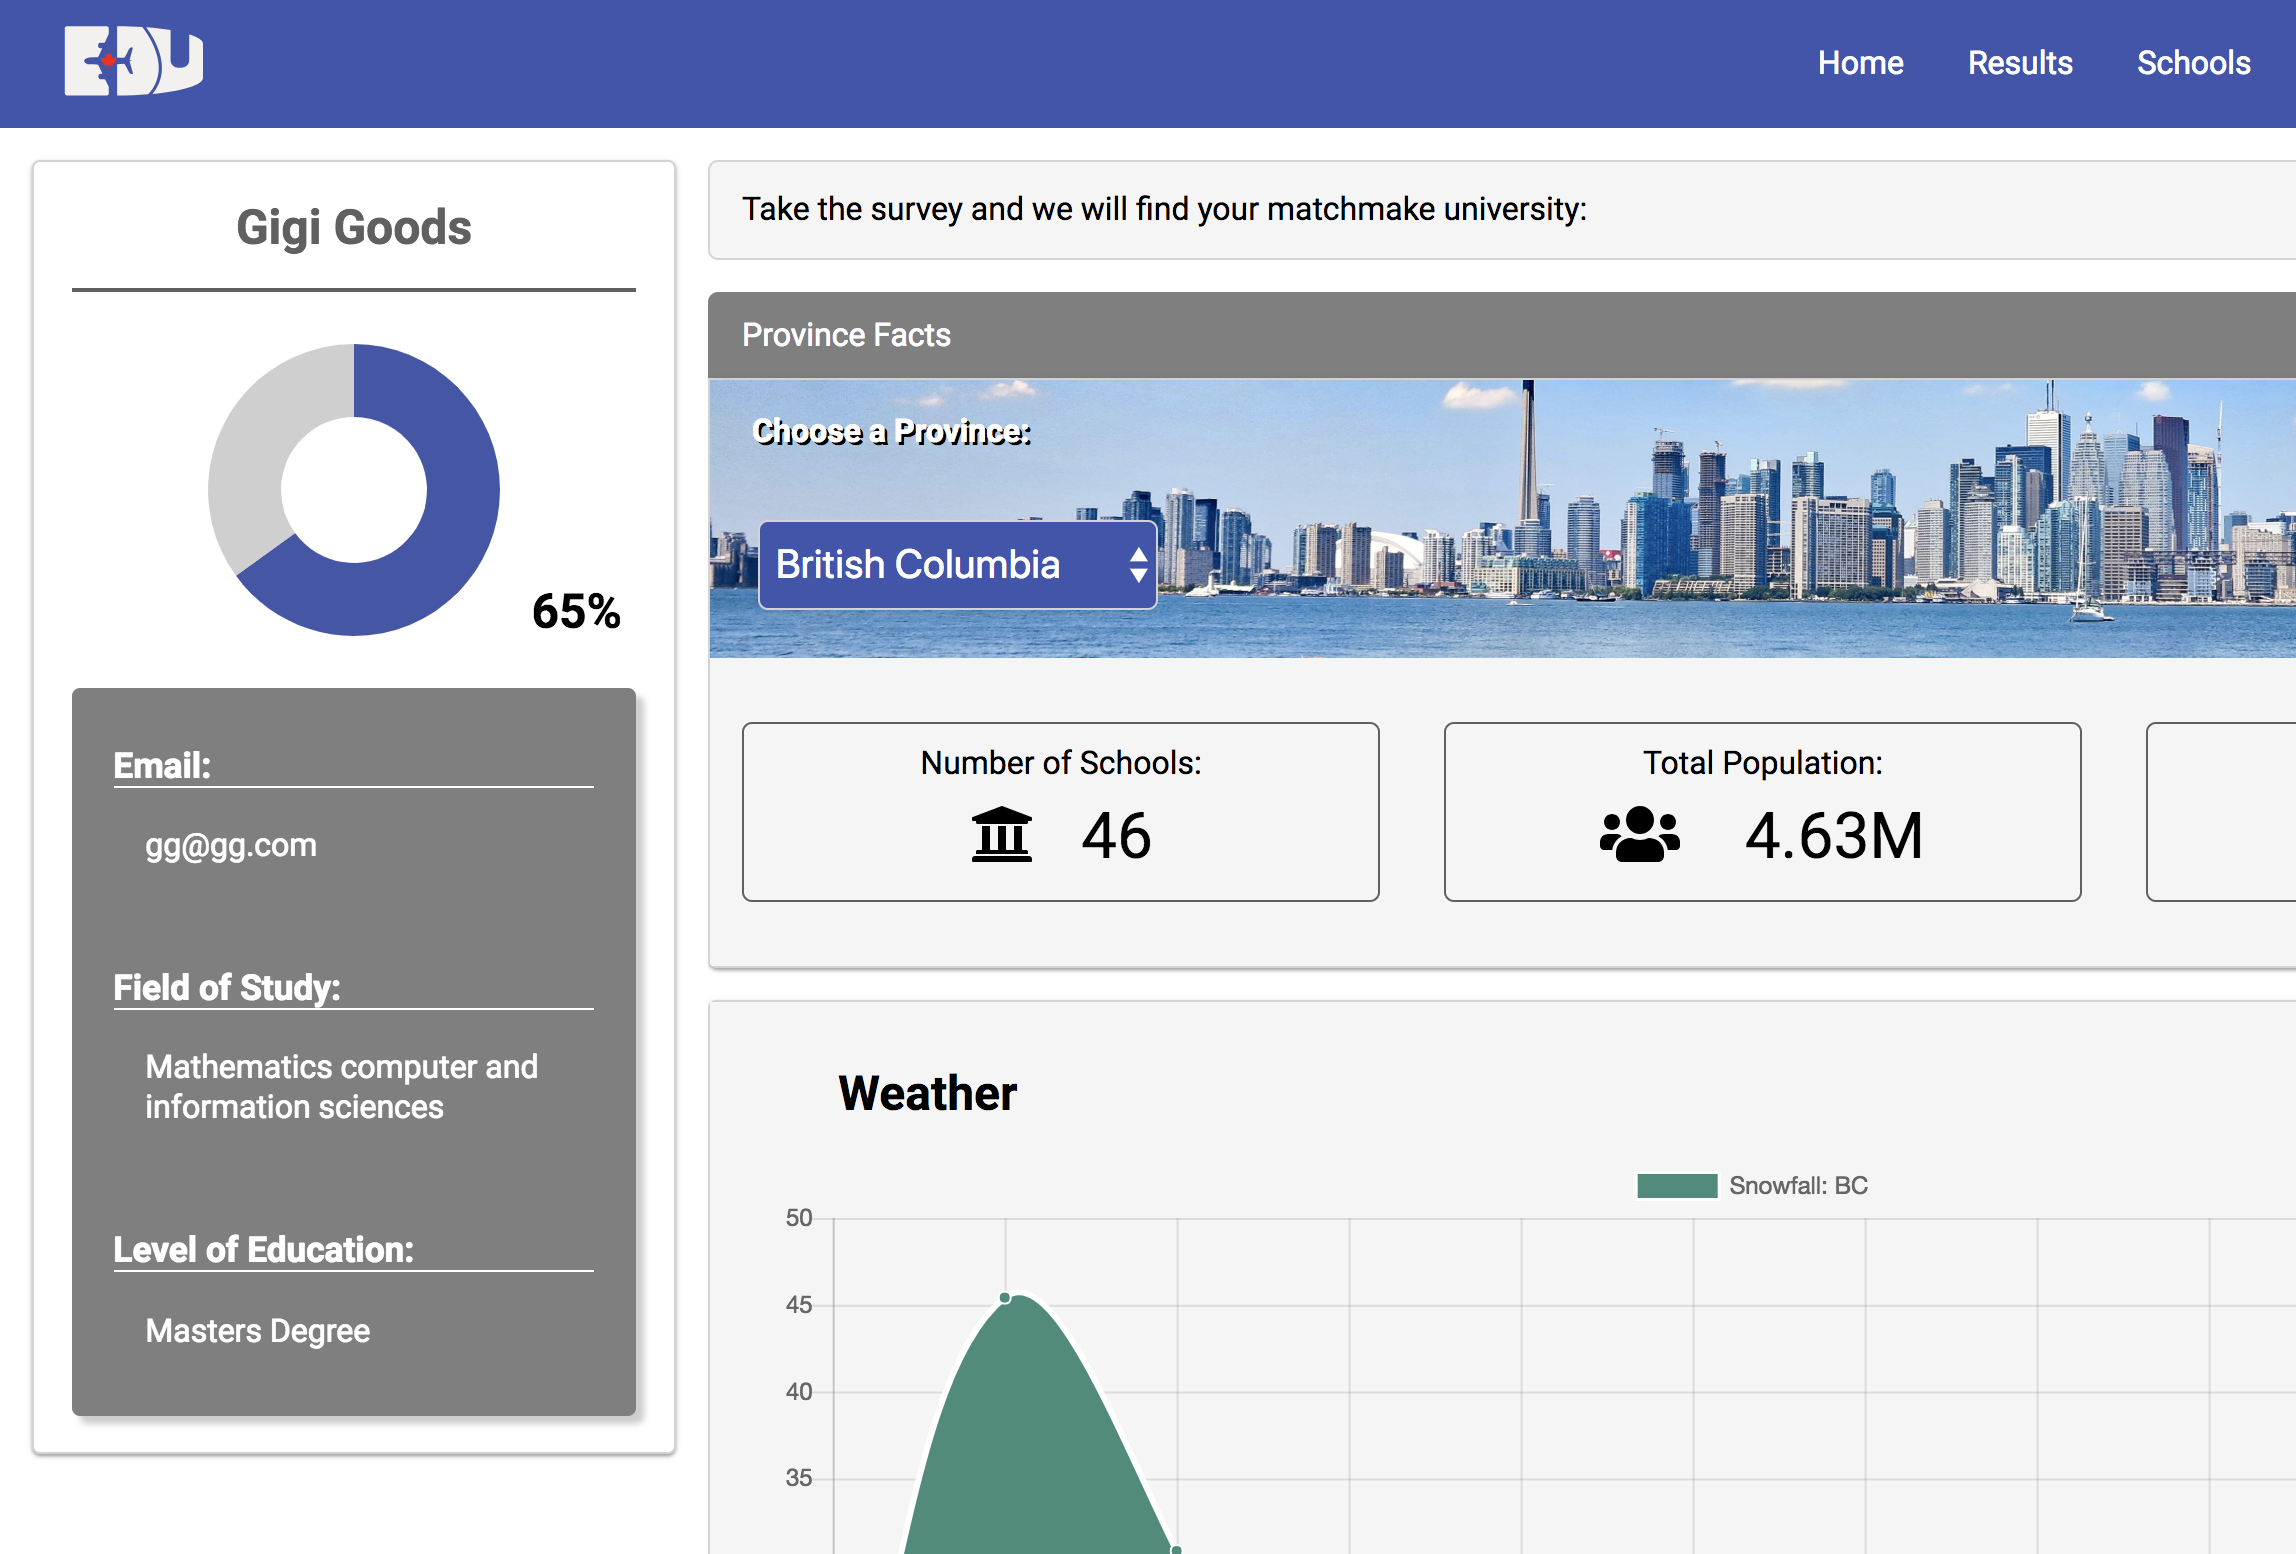 EDU
Home
Results
Schools
Gigi Goods
65%
Email:
gg@gg.com
Field of Study:
Mathematics computer and
information sciences
Level of Education:
Masters Degree
Take the survey and we will find your matchmake university:
Province Facts
Choose a Province:
British Columbia
Number of Schools:
46
Total Population:
4.63M
Weather
Snowfall: BC
50
45
40
35